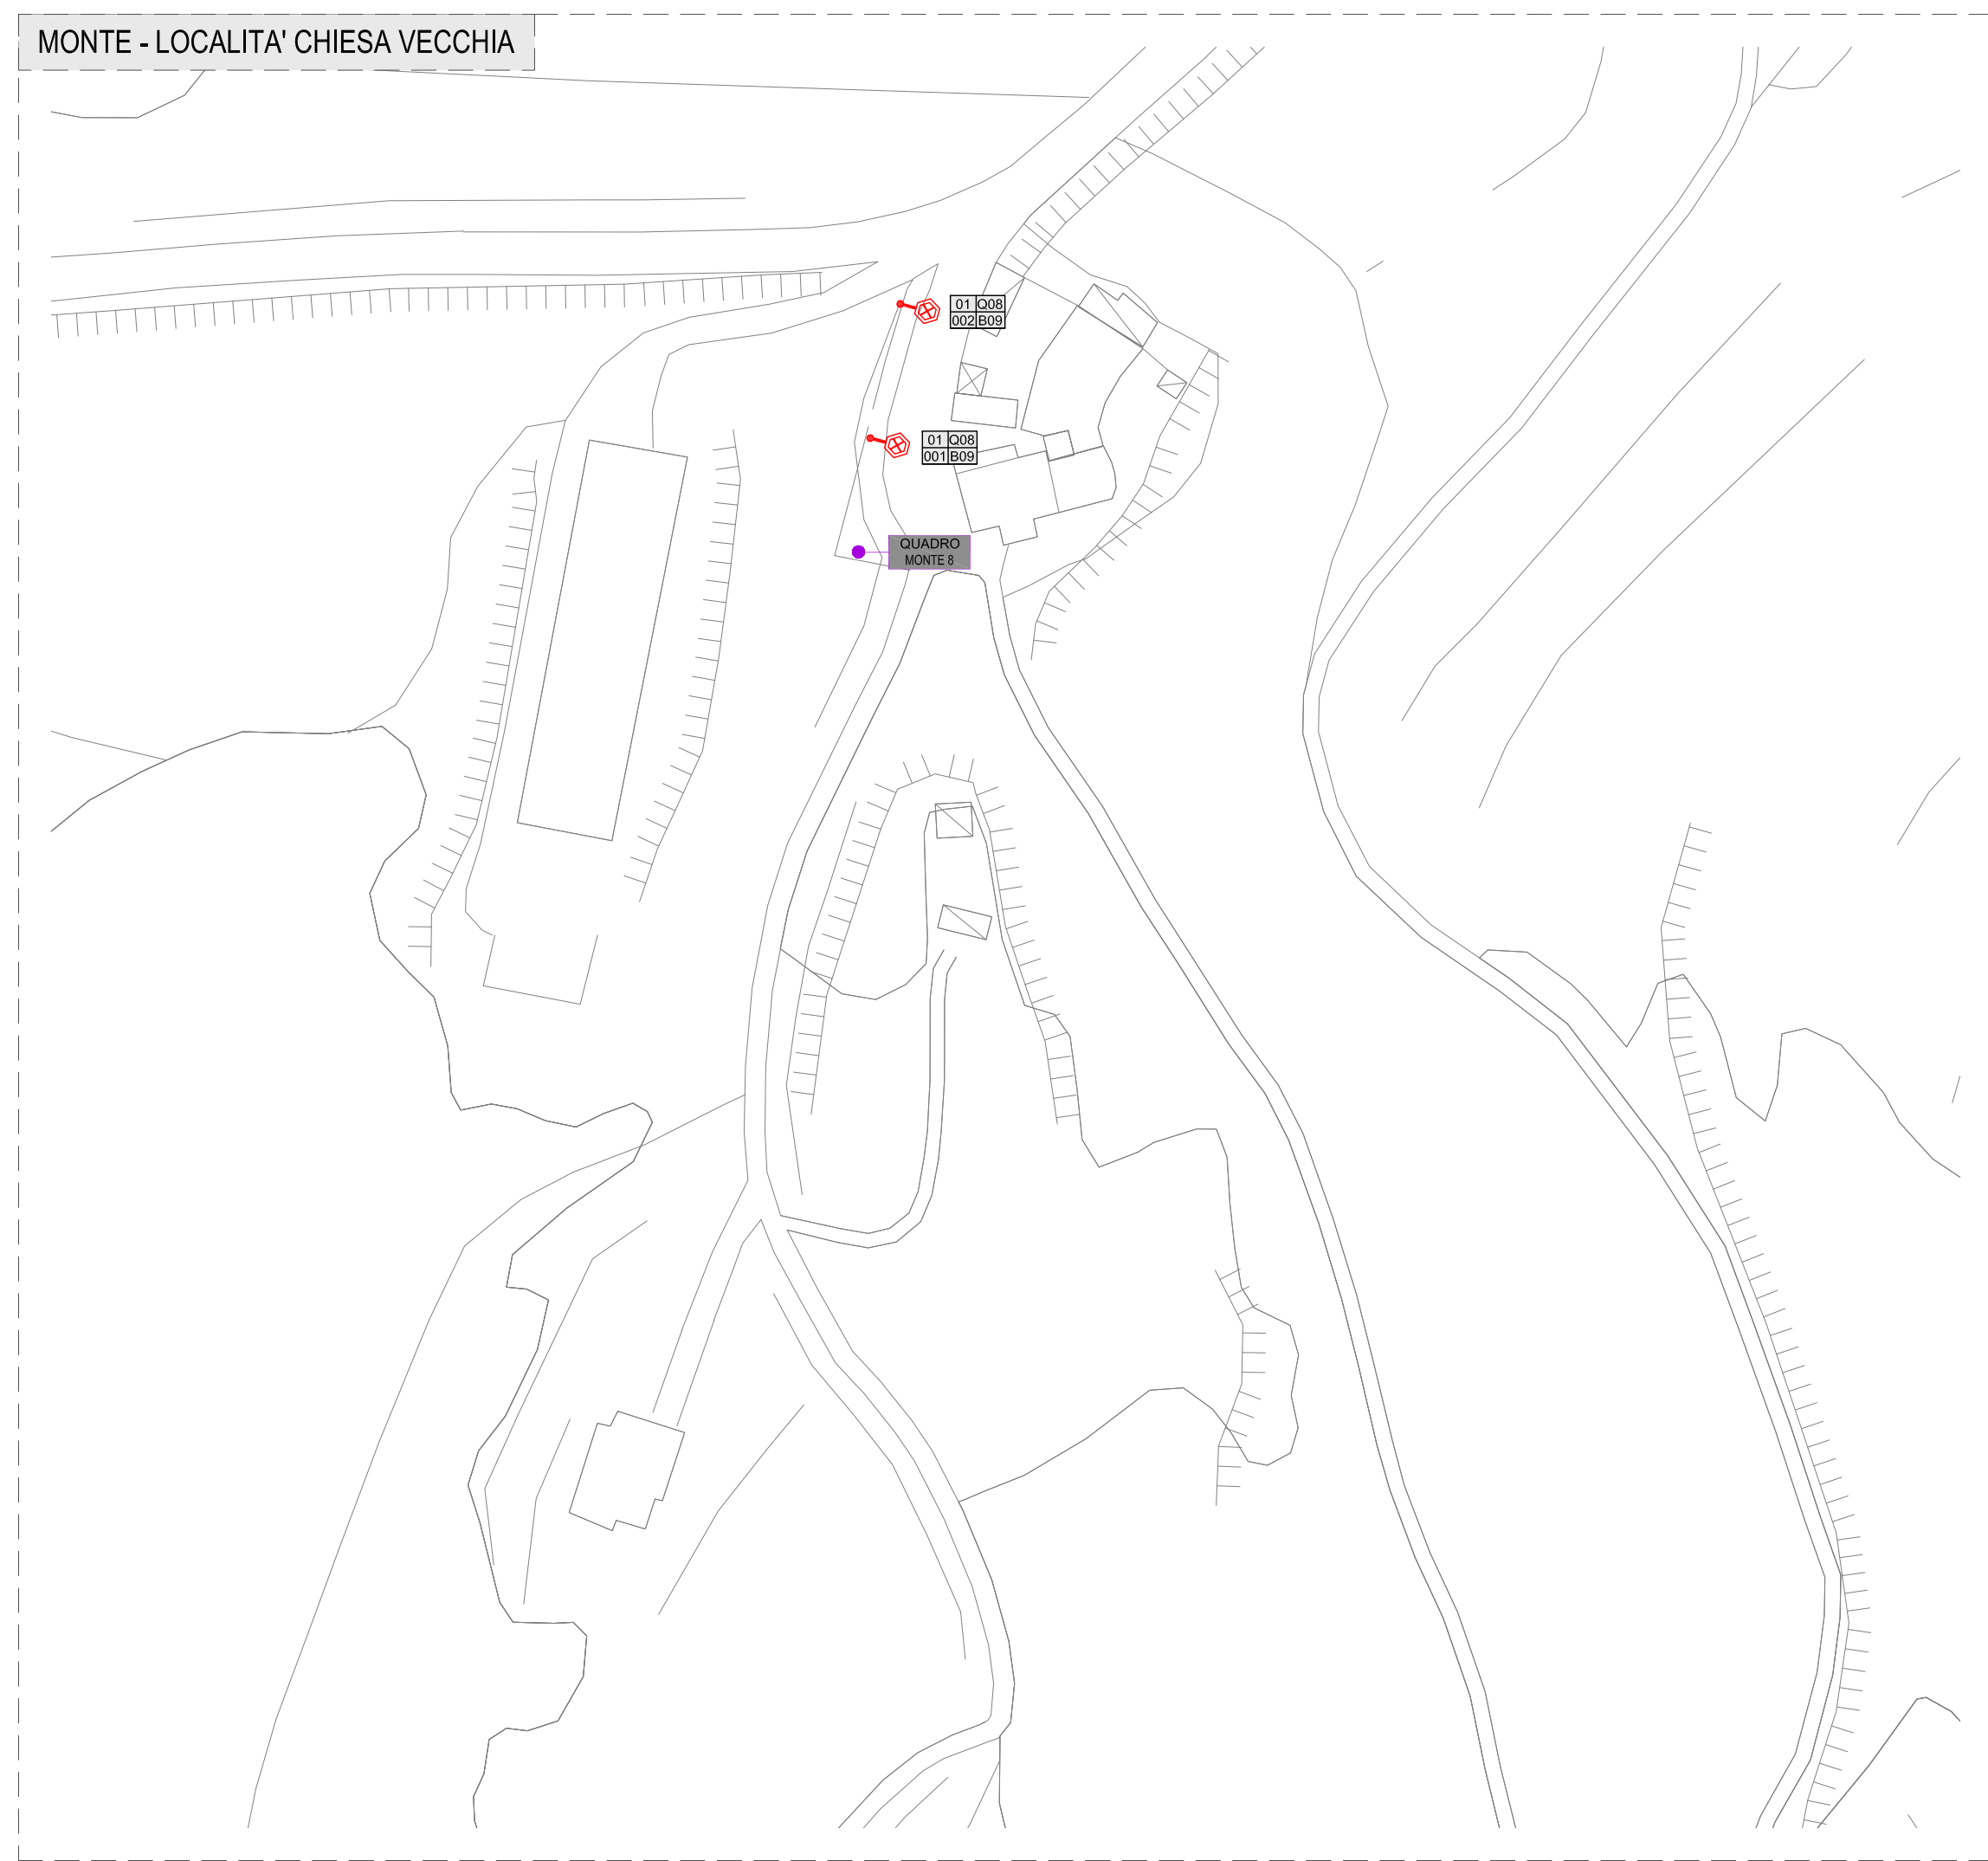 MONTE - LOCALITA' CHIESA VECCHIA
01 Q08
002 B09
01 Q08
001 B09
QUADRO
MONTE 8